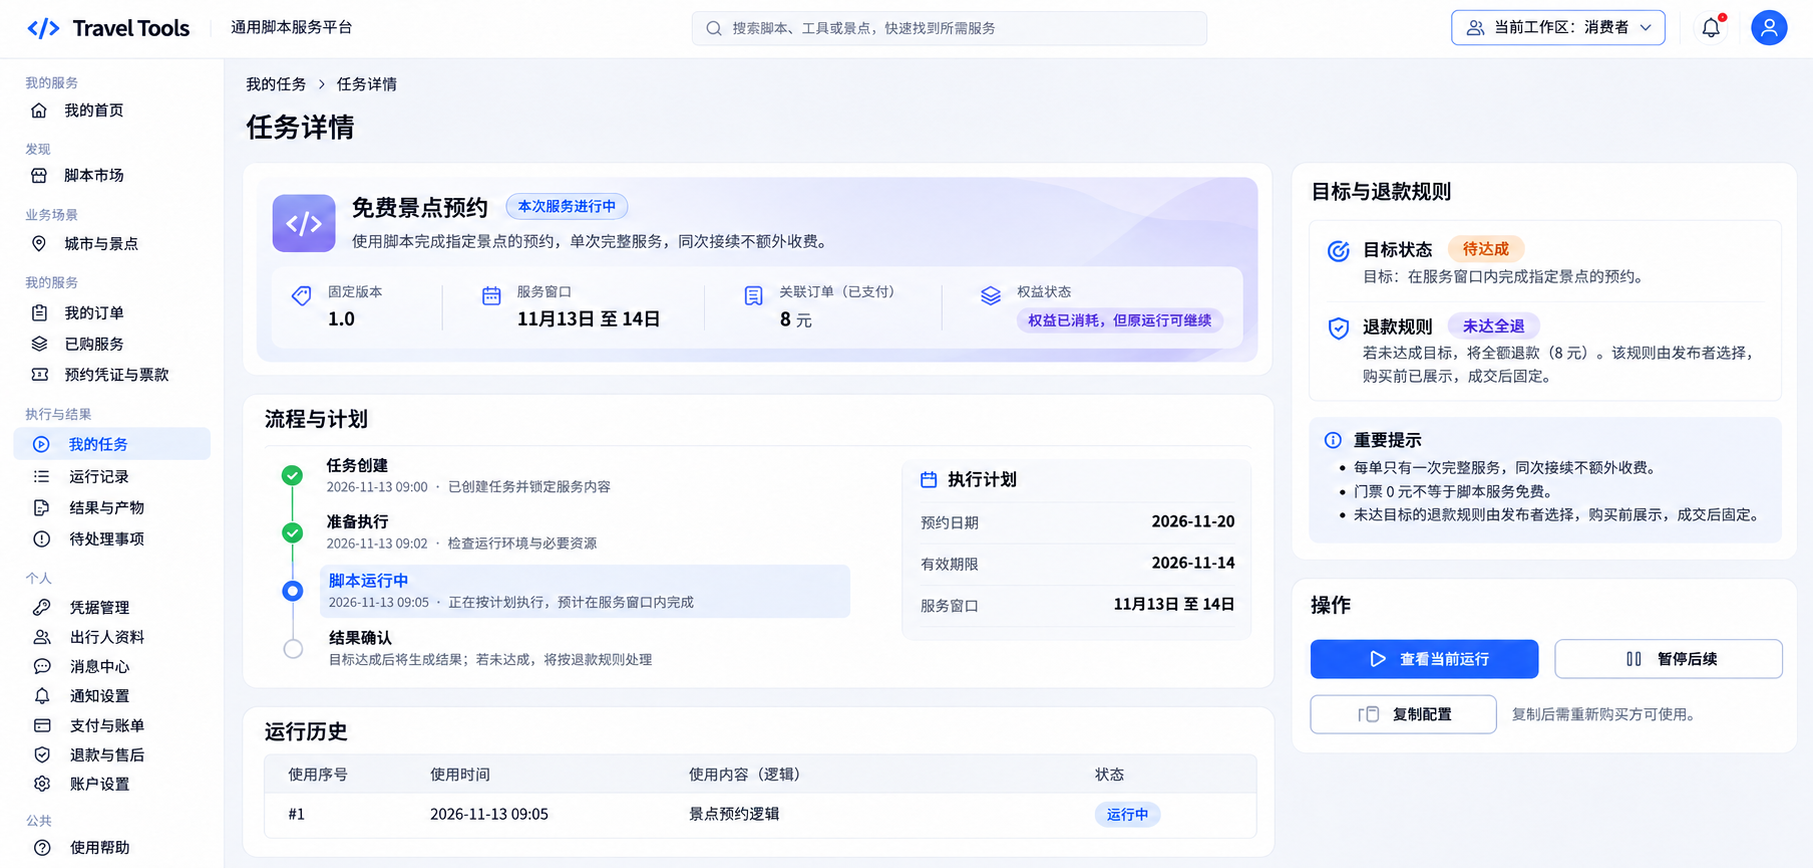 </> Travel Tools
通用脚本服务平台
搜索脚本、工具或景点，快速找到所需服务
当前工作区：消费者
我的服务
我的首页
发现
脚本市场
业务场景
城市与景点
我的服务
我的订单
已购服务
预约凭证与票款
执行与结果
我的任务
运行记录
结果与产物
待处理事项
个人
凭据管理
出行人资料
消息中心
通知设置
支付与账单
退款与售后
账户设置
公共
使用帮助
我的任务 > 任务详情
任务详情
</>
免费景点预约 本次服务进行中
使用脚本完成指定景点的预约，单次完整服务，同次接续不额外收费。
固定版本
1.0
服务窗口
11月13日 至 14日
关联订单（已支付）
8 元
权益状态
权益已消耗，但原运行可继续
流程与计划
任务创建
2026-11-13 09:00 · 已创建任务并锁定服务内容
准备执行
2026-11-13 09:02 · 检查运行环境与必要资源
脚本运行中
2026-11-13 09:05 · 正在按计划执行，预计在服务窗口内完成
结果确认
目标达成后将生成结果；若未达成，将按退款规则处理
执行计划
预约日期 2026-11-20
有效期限 2026-11-14
服务窗口 11月13日 至 14日
运行历史
使用序号 使用时间 使用内容（逻辑） 状态
#1 2026-11-13 09:05 景点预约逻辑 运行中
目标与退款规则
目标状态 待达成
目标：在服务窗口内完成指定景点的预约。
退款规则 未达全退
若未达成目标，将全额退款（8 元）。该规则由发布者选择，
购买前已展示，成交后固定。
重要提示
• 每单只有一次完整服务，同次接续不额外收费。
• 门票 0 元不等于脚本服务免费。
• 未达目标的退款规则由发布者选择，购买前展示，成交后固定。
操作
查看当前运行
暂停后续
复制配置
复制后需重新购买方可使用。